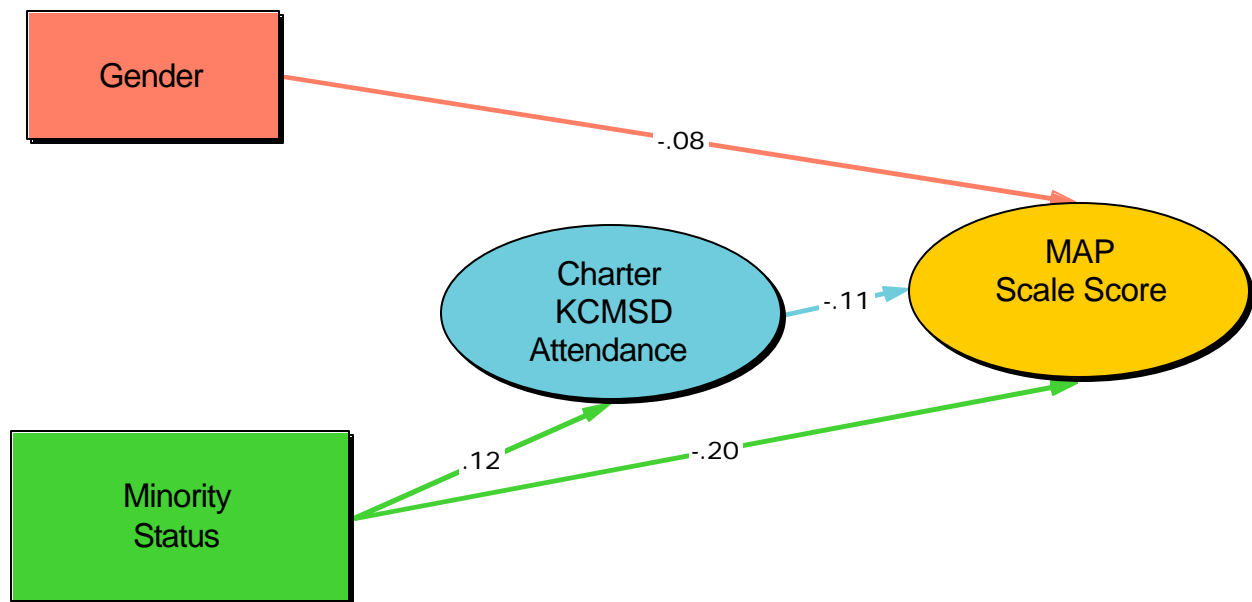 Gender
-.08
MAP
Scale Score
Charter
KCMSD
Attendance
-.11
.12
-.20
Minority
Status